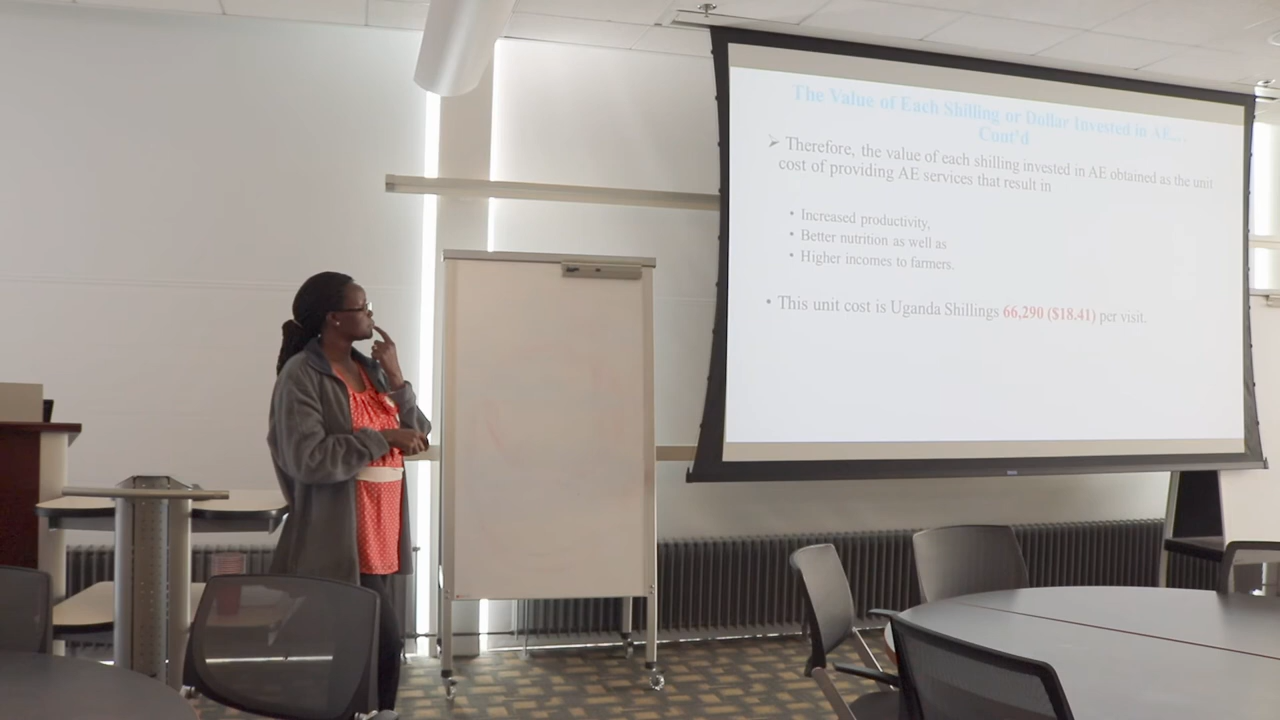 The Value of Each Shilling or Dollar Invested in AE... .
Cont'd
➢ Therefore, the value of each shilling invested in AE obtained as the unit
cost of providing AE services that result in
• Increased productivity,
• Better nutrition as well as
• Higher incomes to farmers.
• This unit cost is Uganda Shillings 66,290 ($18.41) per visit.